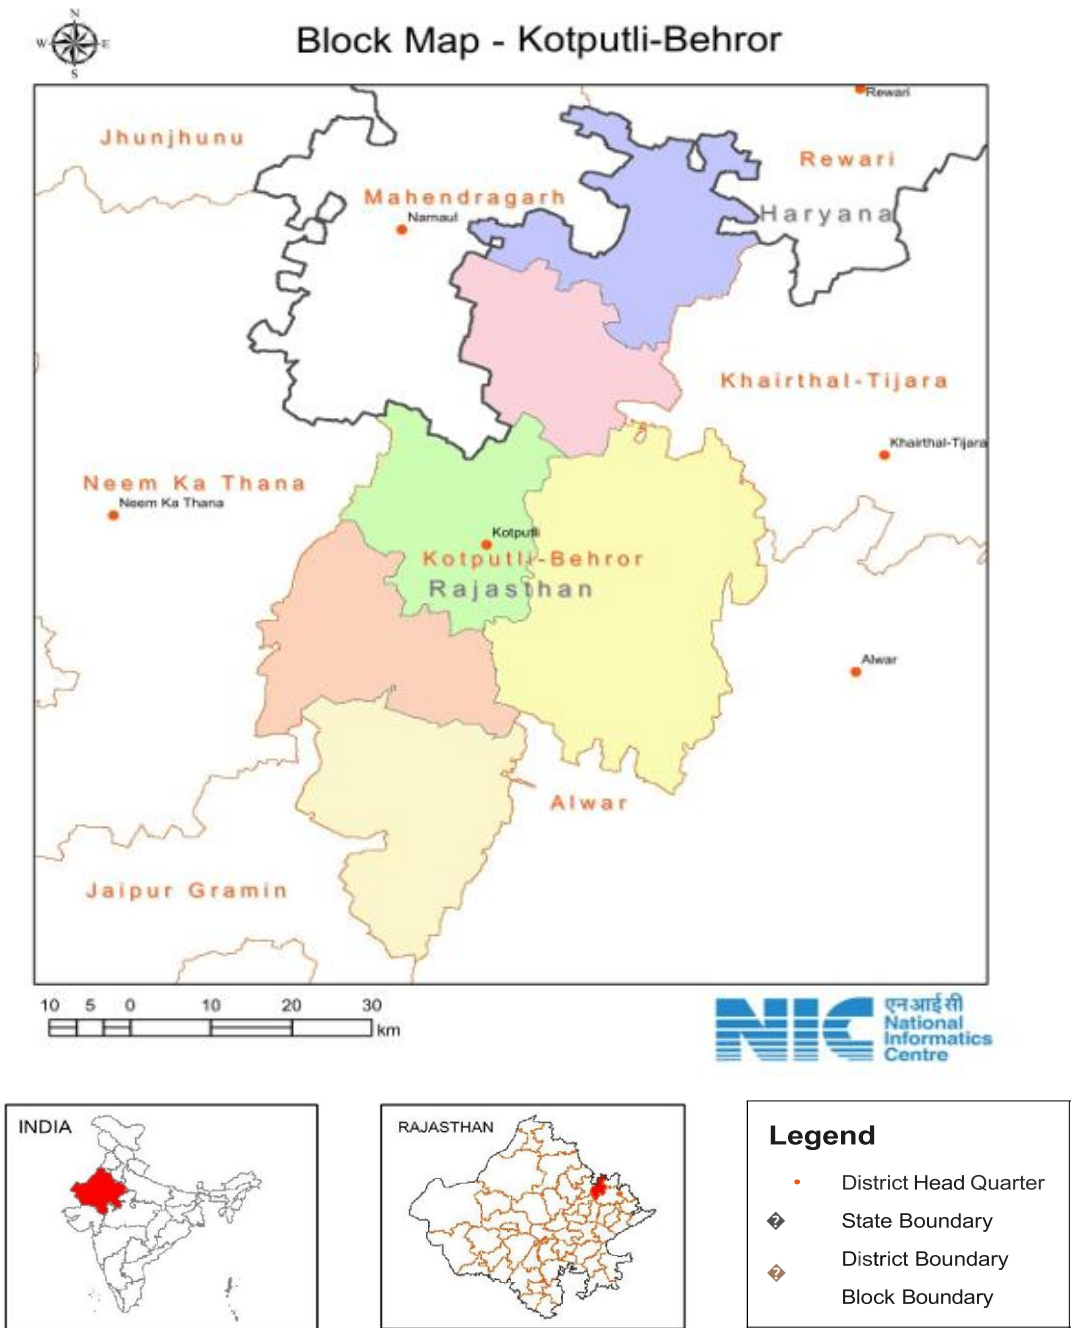 N
W E
S
Block Map - Kotputli-Behror
Rewari
Jhunjhunu
Rewari
Mahendragarh
Narnaul
Haryana
Khairthal-Tijara
Khairthal-Tijara
Neem Ka Thana
Neem Ka Thana
Kotputli
Kotputli-Behror
Rajasthan
Alwar
Alwar
Jaipur Gramin
10 5 0 10 20 30
km
NIC
एनआईसी
National
Informatics
Centre
INDIA
RAJASTHAN
Legend
District Head Quarter
State Boundary
District Boundary
Block Boundary